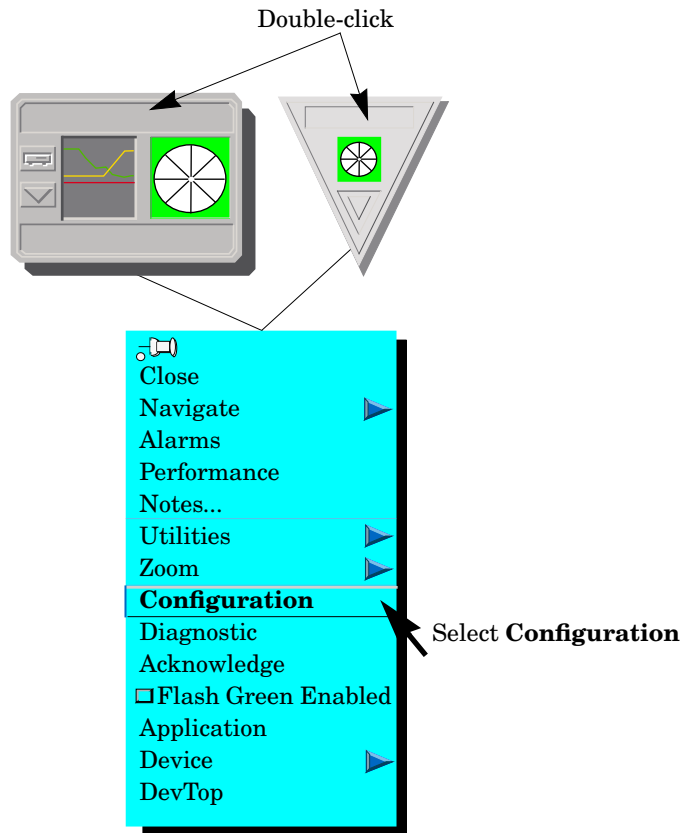 Double-click
Close
Navigate
Alarms
Performance
Notes...
Utilities
Zoom
Configuration
Select Configuration
Diagnostic
Acknowledge
Flash Green Enabled
Application
Device
DevTop